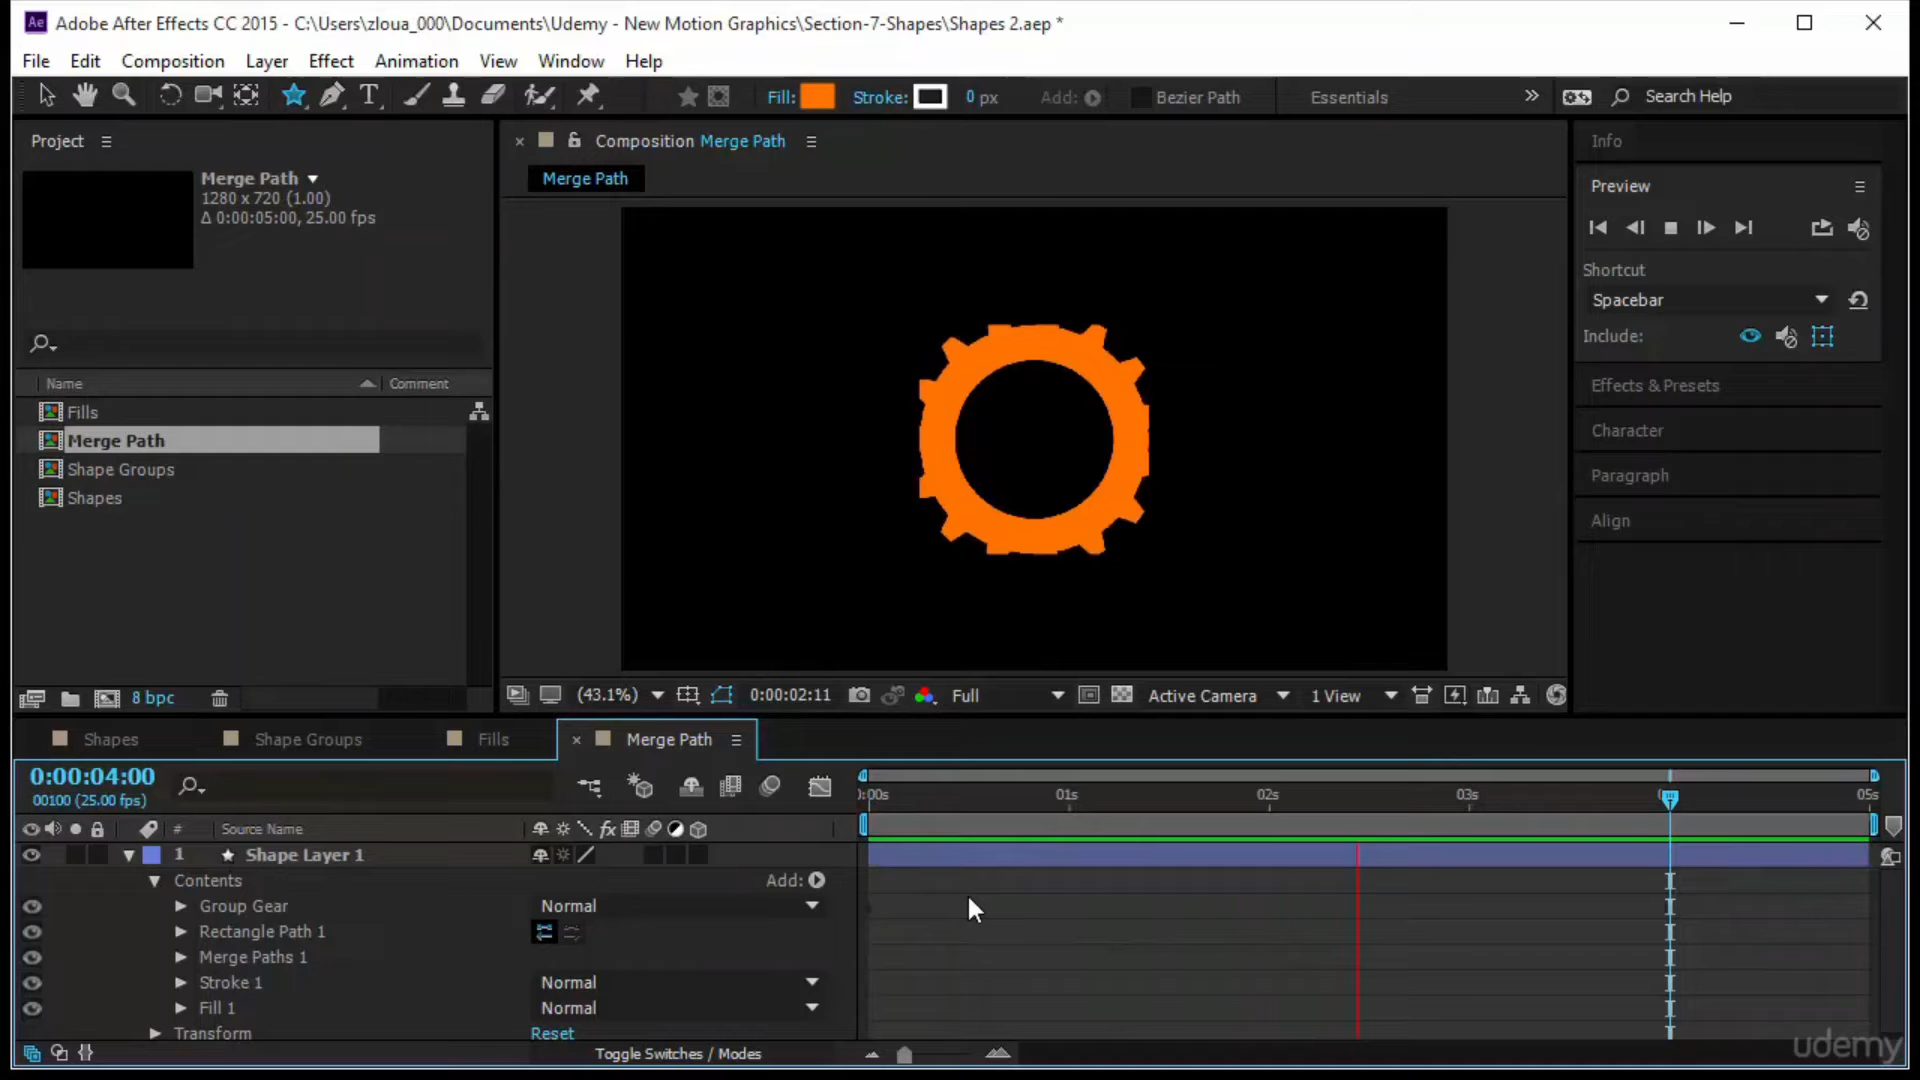 Ae Adobe After Effects CC 2015 - C:\Users\zloua_000\Documents\Udemy - New Motion Graphics\Section-7-Shapes\Shapes 2.aep *
File Edit Composition Layer Effect Animation View Window Help
T Fill: Stroke: 0 px Add: Bezier Path Essentials Search Help
Project
Composition Merge Path
Info
Merge Path
1280 x 720 (1.00)
Δ 0:00:05:00, 25.00 fps
Merge Path
Preview
Shortcut
Spacebar
Include:
Effects & Presets
Character
Paragraph
Align
Name Comment
Fills
Merge Path
Shape Groups
Shapes
8 bpc
(43.1%) 0:00:02:11 Full Active Camera 1 View
Shapes Shape Groups Fills Merge Path
0:00:04:00
00100 (25.00 fps)
):00s 01s 02s 03s 05s
# Source Name fx
1 Shape Layer 1
Contents Add:
Group Gear Normal
Rectangle Path 1
Merge Paths 1
Stroke 1 Normal
Fill 1 Normal
Transform Reset
Toggle Switches / Modes
udemy